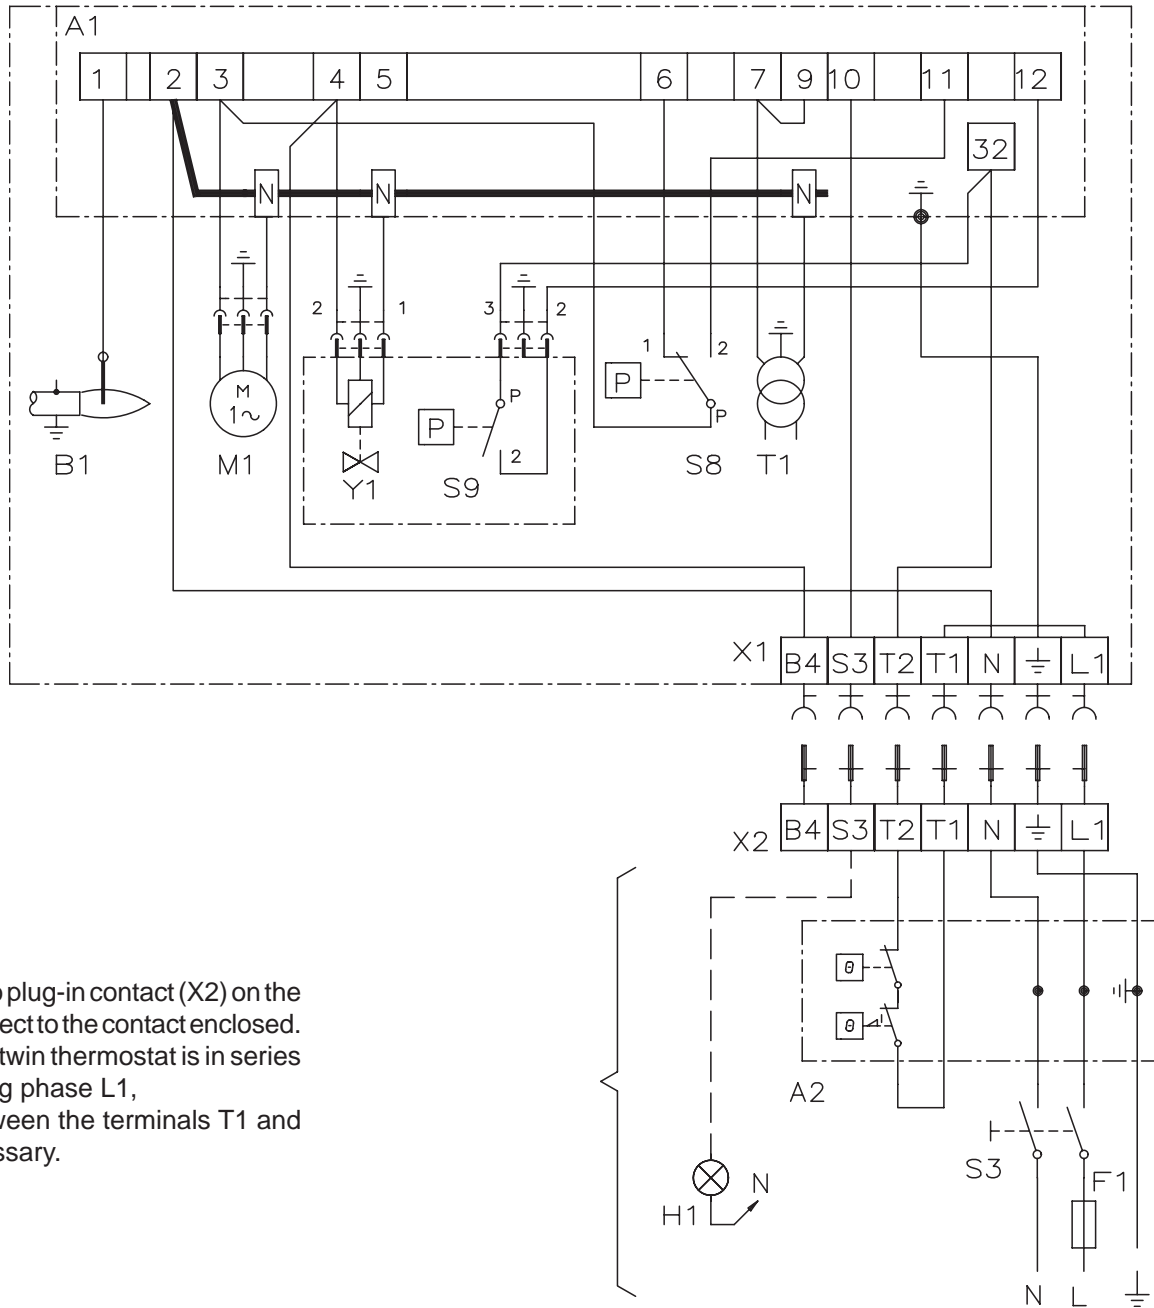 A1
1 2 3 4 5 6 7 9 10 11 12
32
N N N
2 1 3 2
1 2
M
1~
P P P P
2
B1 M1 Y1 S9 S8 T1
X1 B4 S3 T2 T1 N L1
X2 B4 S3 T2 T1 N L1
θ
θ
A2
plug-in contact (X2) on the
ect to the contact enclosed.
twin thermostat is in series
g phase L1,
ween the terminals T1 and
ssary.
S3 F1
H1 N
N L